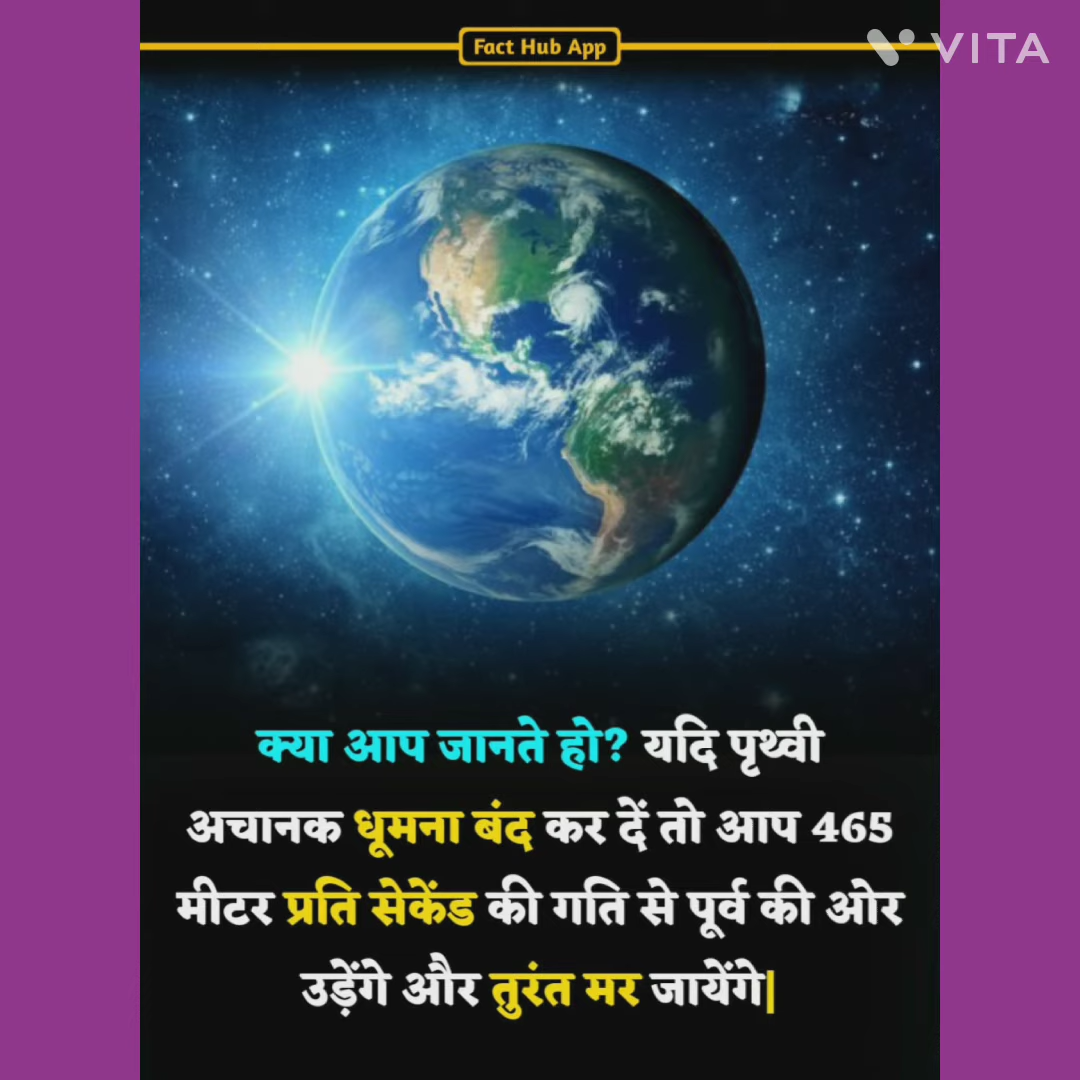 Fact Hub App
VITA
क्या आप जानते हो? यदि पृथ्वी
अचानक धूमना बंद कर दें तो आप 465
मीटर प्रति सेकेंड की गति से पूर्व की ओर
उड़ेंगे और तुरंत मर जायेंगे|